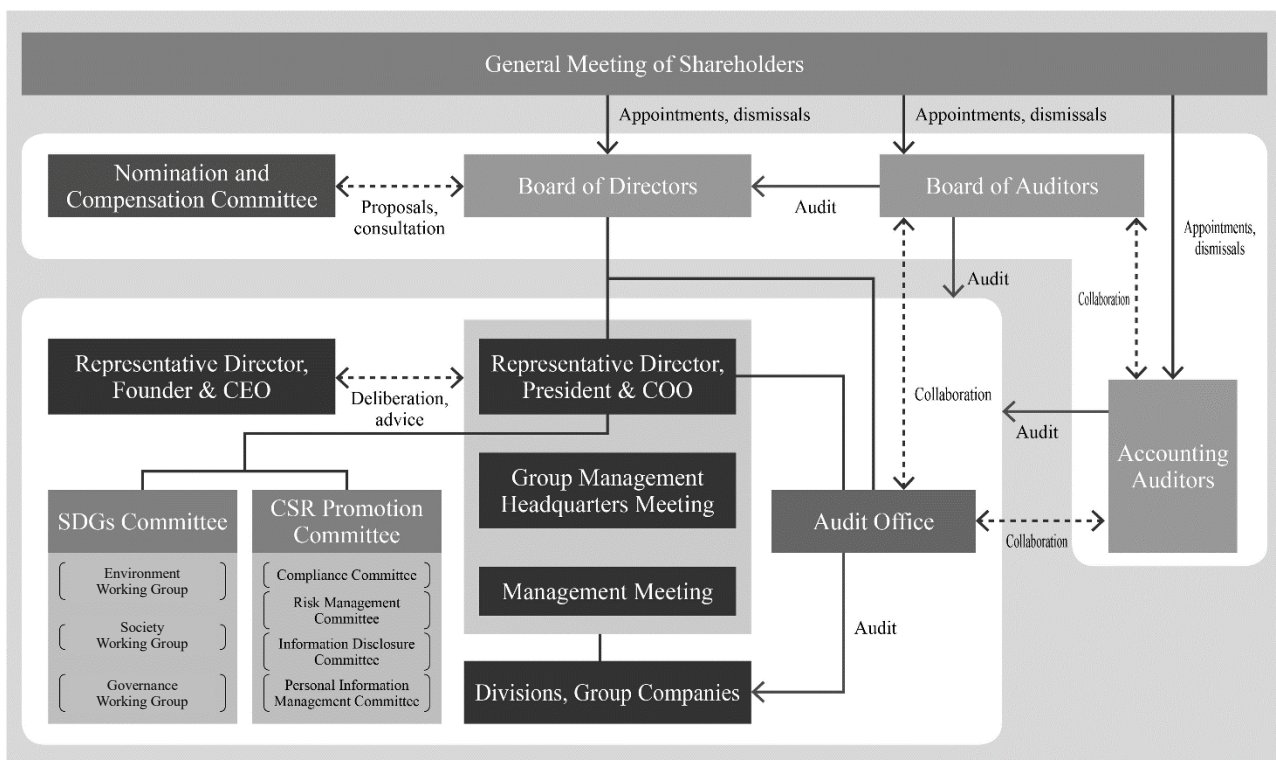 General Meeting of Shareholders
Appointments, dismissals
Appointments, dismissals
Nomination and
Compensation Committee
Proposals,
consultation
Board of Directors
Audit
Board of Auditors
Appointments,
dismissals
Audit
Collaboration
Representative Director,
Founder & CEO
Deliberation,
advice
Representative Director,
President & COO
Collaboration
Audit
Accounting
Auditors
Group Management
Headquarters Meeting
SDGs Committee
CSR Promotion
Committee
Audit Office
Collaboration
Environment
Working Group
Society
Working Group
Governance
Working Group
Compliance Committee
Risk Management
Committee
Information Disclosure
Committee
Personal Information
Management Committee
Management Meeting
Audit
Divisions, Group Companies